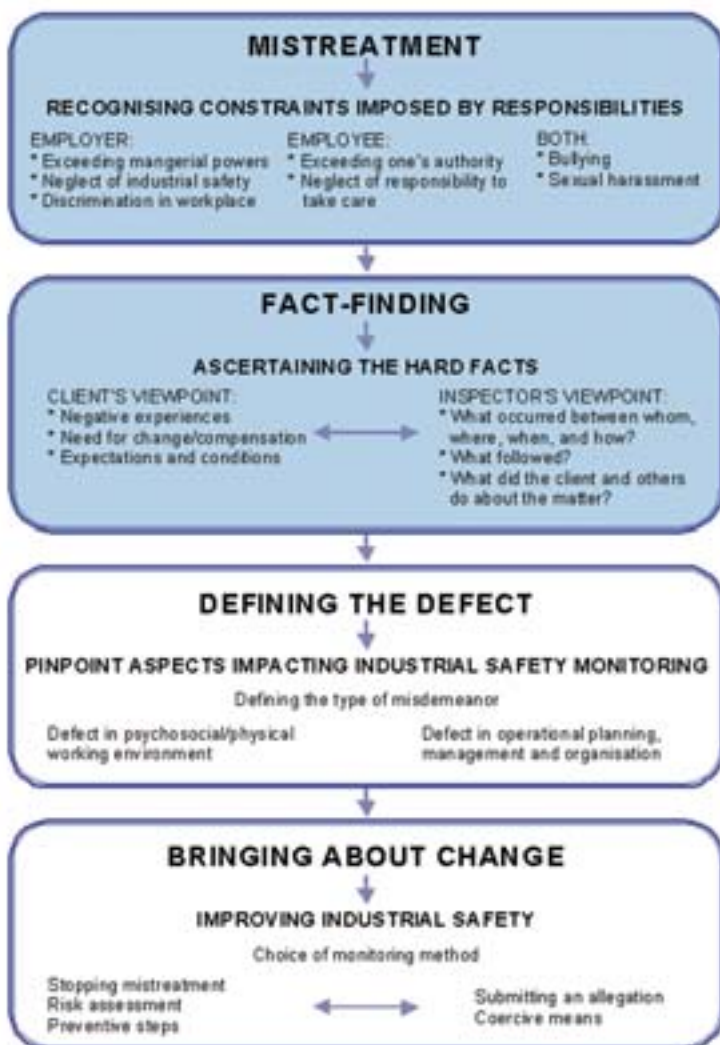 MISTREATMENT
RECOGNISING CONSTRAINTS IMPOSED BY RESPONSIBILITIES
EMPLOYER:
* Exceeding mangerial powers
* Neglect of industrial safety
* Discrimination in workplace
EMPLOYEE:
* Exceeding one's authority
* Neglect of responsibility to
take care
BOTH:
* Bullying
* Sexual harassment
FACT-FINDING
ASCERTAINING THE HARD FACTS
CLIENT'S VIEWPOINT:
* Negative experiences
* Need for change/compensation
* Expectations and conditions
INSPECTOR'S VIEWPOINT:
* What occurred between whom,
where, when, and how?
* What followed?
* What did the client and others
do about the matter?
DEFINING THE DEFECT
PINPOINT ASPECTS IMPACTING INDUSTRIAL SAFETY MONITORING
Defining the type of misdemeanor
Defect in psychosocial/physical
working environment
Defect in operational planning,
management and organisation
BRINGING ABOUT CHANGE
IMPROVING INDUSTRIAL SAFETY
Choice of monitoring method
Stopping mistreatment
Risk assessment
Preventive steps
Submitting an allegation
Coercive means